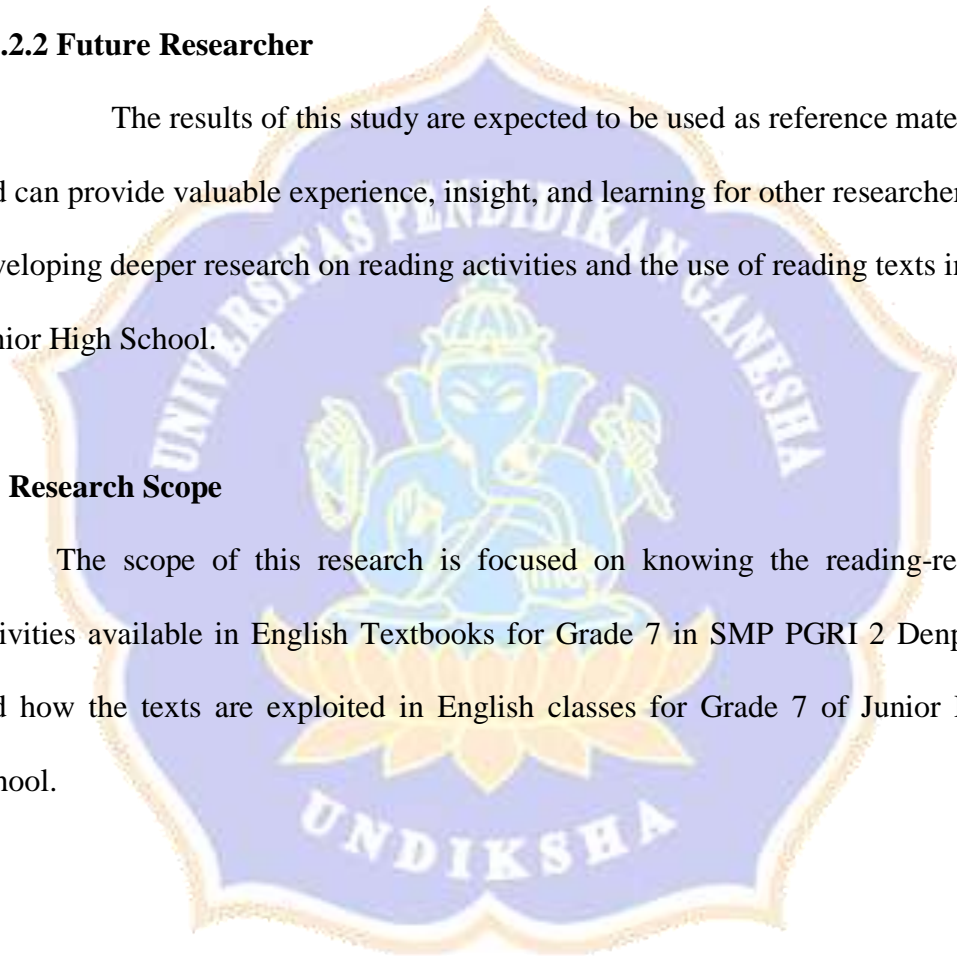 .2.2 Future Researcher
The results of this study are expected to be used as reference mate
d can provide valuable experience, insight, and learning for other researcher
veloping deeper research on reading activities and the use of reading texts in
nior High School.
Research Scope
The scope of this research is focused on knowing the reading-re
tivities available in English Textbooks for Grade 7 in SMP PGRI 2 Denp
d how the texts are exploited in English classes for Grade 7 of Junior
hool.
UNIVERSITAS PENDIDIKAN GANESHA
UNDIKSHA